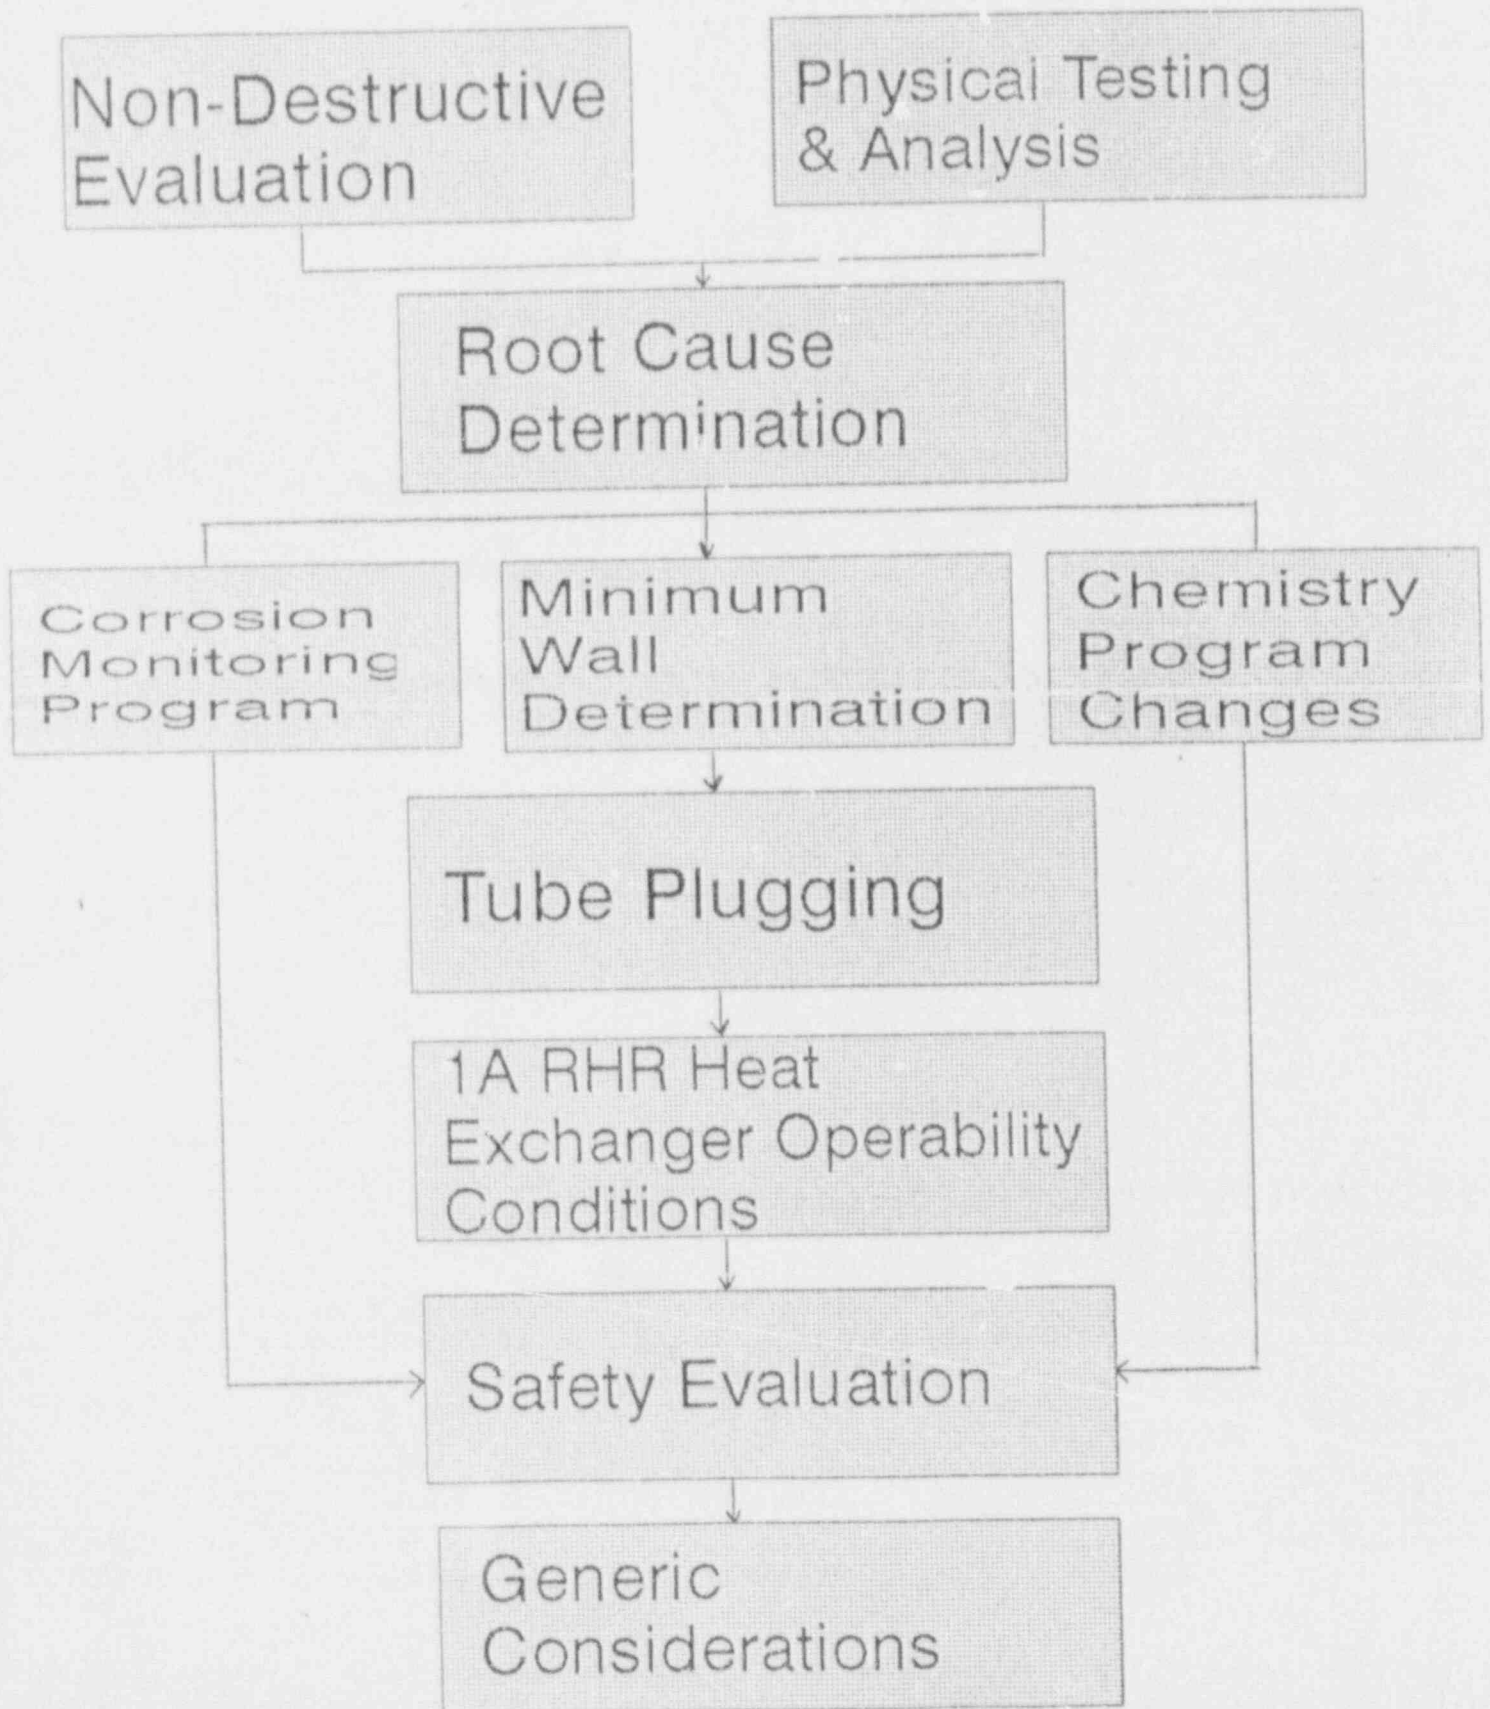 Non-Destructive
Evaluation
Physical Testing
& Analysis
Root Cause
Determination
Corrosion
Monitoring
Program
Minimum
Wall
Determination
Chemistry
Program
Changes
Tube Plugging
1A RHR Heat
Exchanger Operability
Conditions
Safety Evaluation
Generic
Considerations